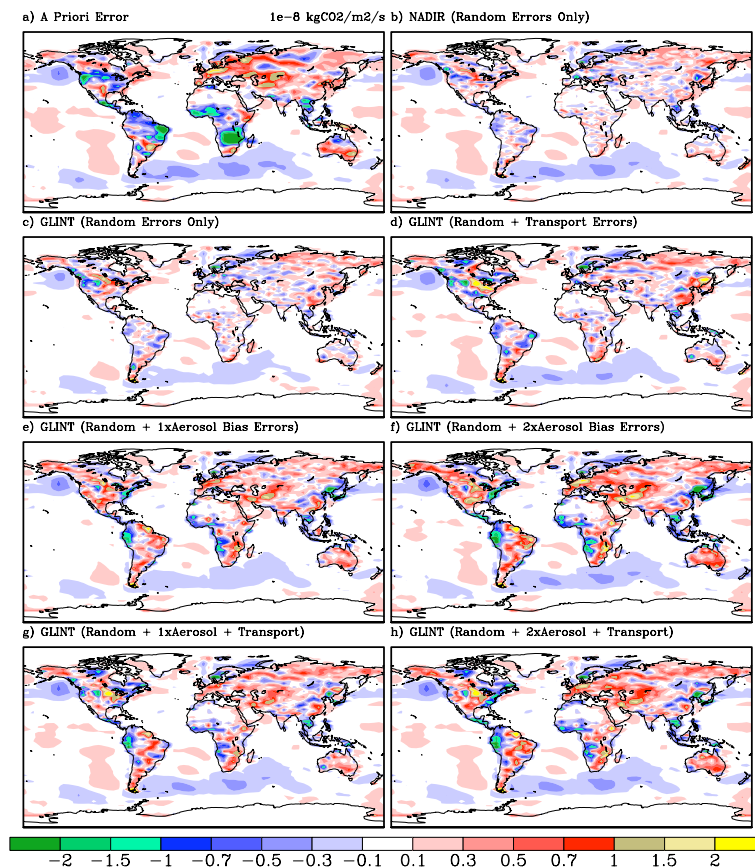 a) A Priori Error 1e-8 kgCO2/m2/s b) NADIR (Random Errors Only)
c) GLINT (Random Errors Only) d) GLINT (Random + Transport Errors)
e) GLINT (Random + 1xAerosol Bias Errors) f) GLINT (Random + 2xAerosol Bias Errors)
g) GLINT (Random + 1xAerosol + Transport) h) GLINT (Random + 2xAerosol + Transport)
-2 -1.5 -1 -0.7 -0.5 -0.3 -0.1 0.1 0.3 0.5 0.7 1 1.5 2